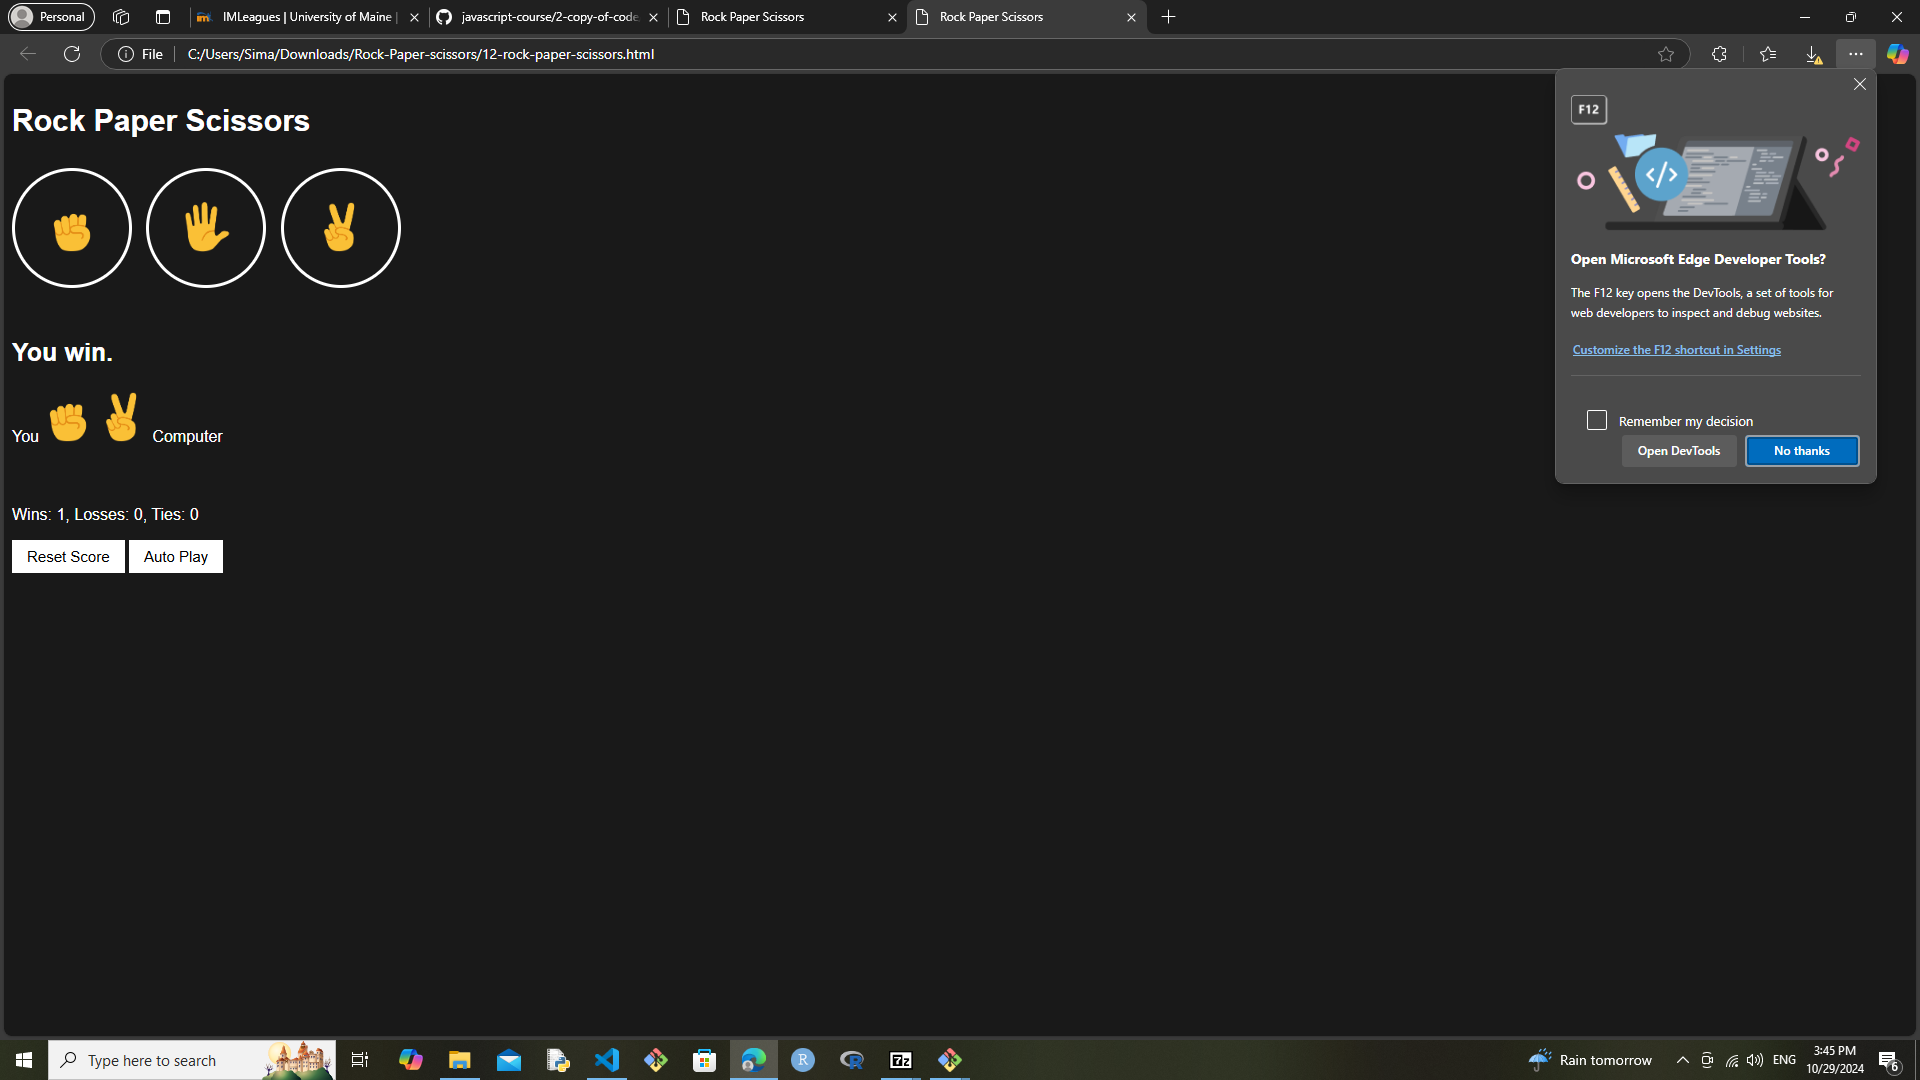 Personal
IMLeagues | University of Maine |
javascript-course/2-copy-of-code
Rock Paper Scissors
Rock Paper Scissors
File
C:/Users/Sima/Downloads/Rock-Paper-scissors/12-rock-paper-scissors.html
Rock Paper Scissors
You win.
You
Computer
Wins: 1, Losses: 0, Ties: 0
Reset Score
Auto Play
F12
</>
Open Microsoft Edge Developer Tools?
The F12 key opens the DevTools, a set of tools for
web developers to inspect and debug websites.
Customize the F12 shortcut in Settings
Remember my decision
Open DevTools
No thanks
Type here to search
R
R
7z
Rain tomorrow
ENG
3:45 PM
10/29/2024
6